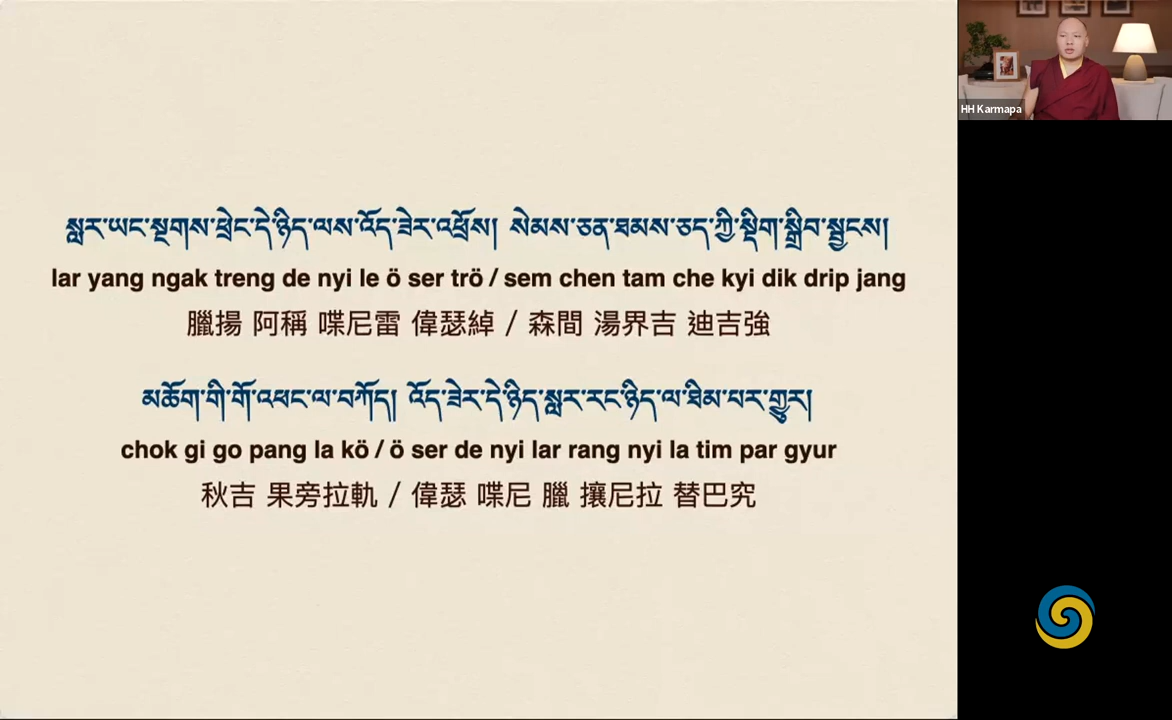 སླར་ཡང་སྔགས་ཕྲེང་དེ་ཉིད་ལས་འོད་ཟེར་འཕྲོས། སེམས་ཅན་ཐམས་ཅད་ཀྱི་སྡིག་སྒྲིབ་སྦྱངས།
lar yang ngak treng de nyi le ö ser trö / sem chen tam che kyi dik drip jang
臘揚 阿稱 喋尼雷 偉瑟綽 / 森間 湯界吉 迪吉強
མཆོག་གི་གོ་འཕང་ལ་བཀོད། འོད་ཟེར་དེ་ཉིད་སླར་རང་ཉིད་ལ་ཐིམ་པར་གྱུར།
chok gi go pang la kö / ö ser de nyi lar rang nyi la tim par gyur
秋吉 果旁拉軌 / 偉瑟 喋尼 臘 攘尼拉 替巴究
HH Karmapa